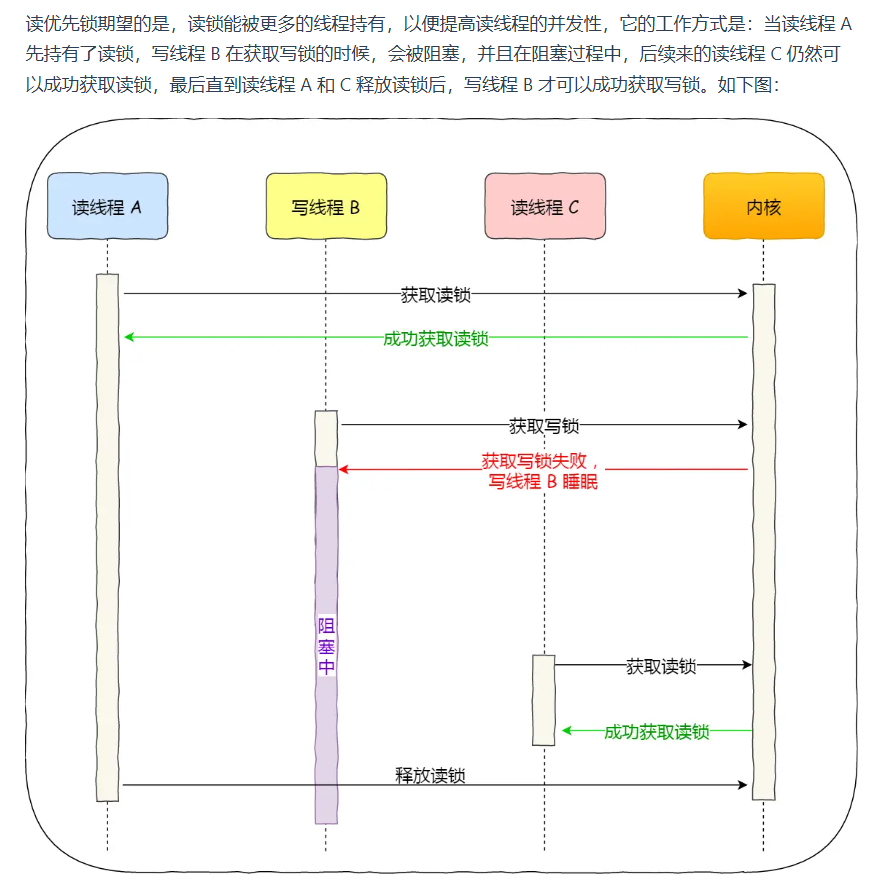 读优先锁期望的是，读锁能被更多的线程持有，以便提高读线程的并发性，它的工作方式是：当读线程 A
先持有了读锁，写线程 B 在获取写锁的时候，会被阻塞，并且在阻塞过程中，后续来的读线程 C 仍然可
以成功获取读锁，最后直到读线程 A 和 C 释放读锁后，写线程 B 才可以成功获取写锁。如下图：
读线程 A
写线程 B
读线程 C
内核
获取读锁
成功获取读锁
获取写锁
获取写锁失败，
写线程 B 睡眠
阻
塞
中
获取读锁
成功获取读锁
释放读锁